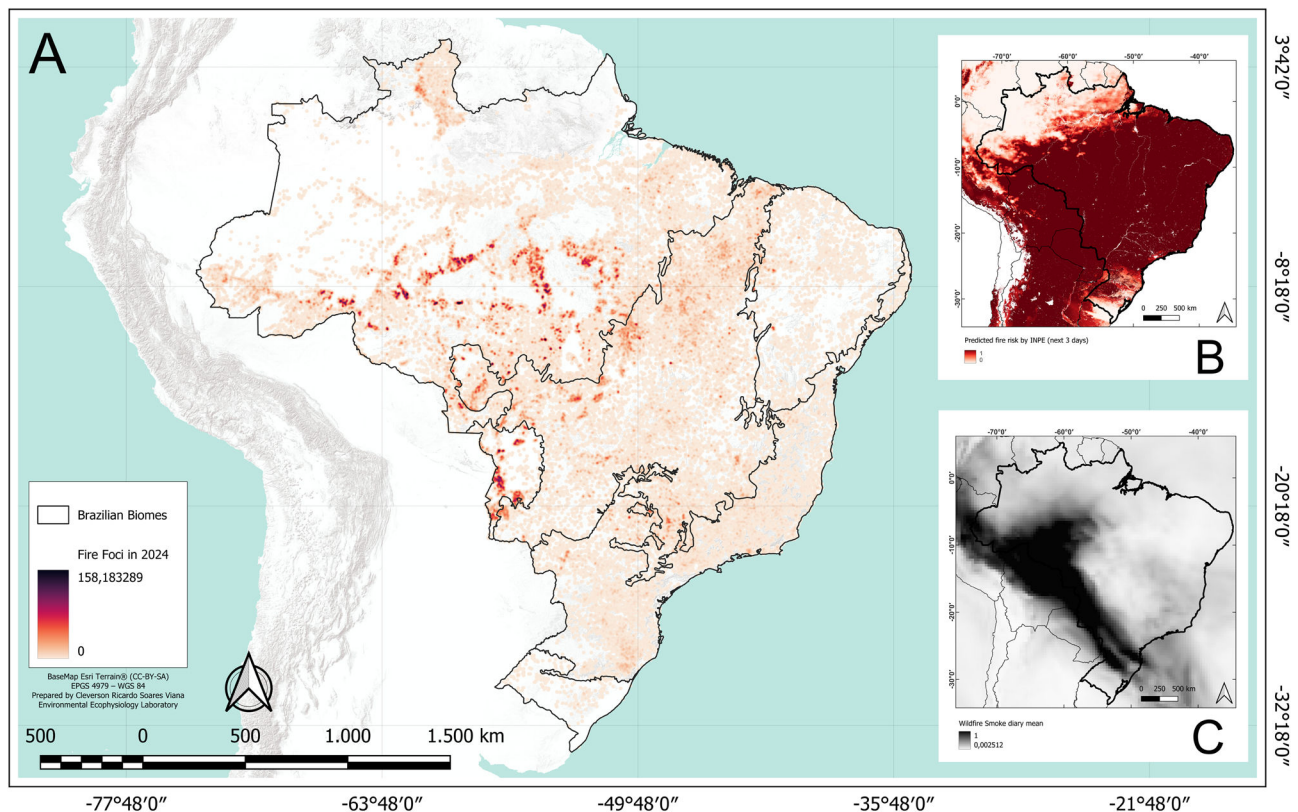 A
3°42'0"
-8°18'0"
-20°18'0"
-32°18'0"
-77°48'0"
-63°48'0"
-49°48'0"
-35°48'0"
-21°48'0"
Brazilian Biomes
Fire Foci in 2024
158,183289
0
BaseMap Esri Terrain® (CC-BY-SA)
EPGS 4979 – WGS 84
Prepared by Cleverson Ricardo Soares Viana
Environmental Ecophysiology Laboratory
500 0 500 1.000 1.500 km
-70°0' -60°0' -50°0' -40°0'
0°0'
-10°0'
-20°0'
-30°0'
0 250 500 km
Predicted fire risk by INPE (next 3 days)
1
0
B
-70°0' -60°0' -50°0' -40°0'
0°0'
-10°0'
-20°0'
-30°0'
0 250 500 km
Wildfire Smoke diary mean
1
0,002512
C